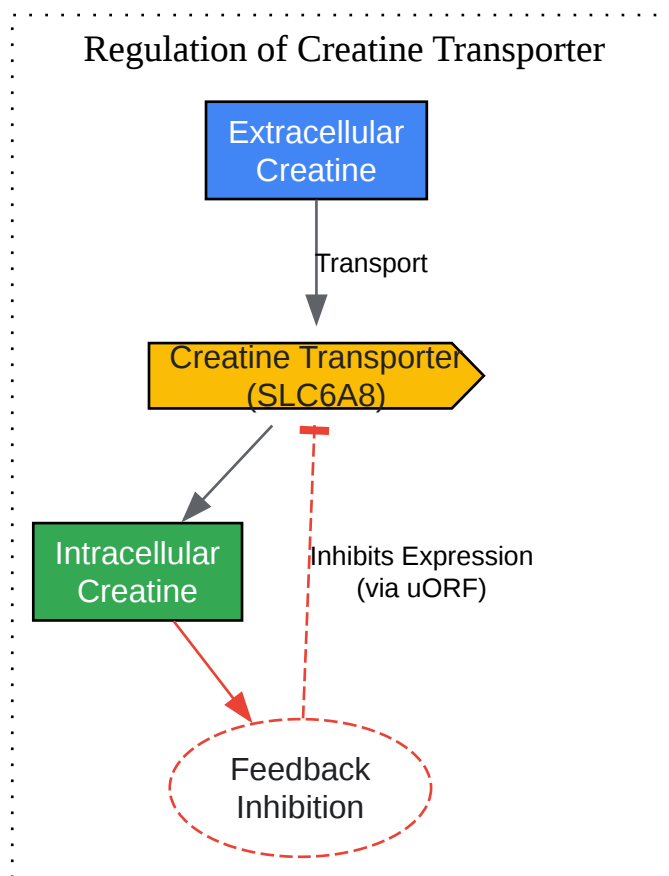 Regulation of Creatine Transporter
Extracellular
Creatine
Transport
Creatine Transporter
(SLC6A8)
Intracellular
Creatine
Inhibits Expression
(via uORF)
Feedback
Inhibition